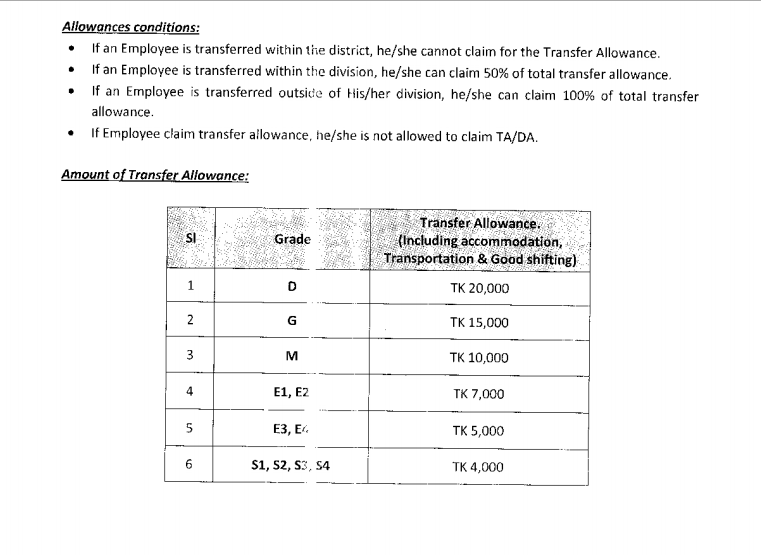 Allowances conditions:
• If an Employee is transferred within the district, he/she cannot claim for the Transfer Allowance.
• If an Employee is transferred within the division, he/she can claim 50% of total transfer allowance.
• If an Employee is transferred outside of His/her division, he/she can claim 100% of total transfer
allowance.
• If Employee claim transfer allowance, he/she is not allowed to claim TA/DA.
Amount of Transfer Allowance:
Sl Grade Transfer Allowance.
(Including accommodation,
Transportation & Good shifting)
1 D TK 20,000
2 G TK 15,000
3 M TK 10,000
4 E1, E2 TK 7,000
5 E3, E4 TK 5,000
6 S1, S2, S3, S4 TK 4,000